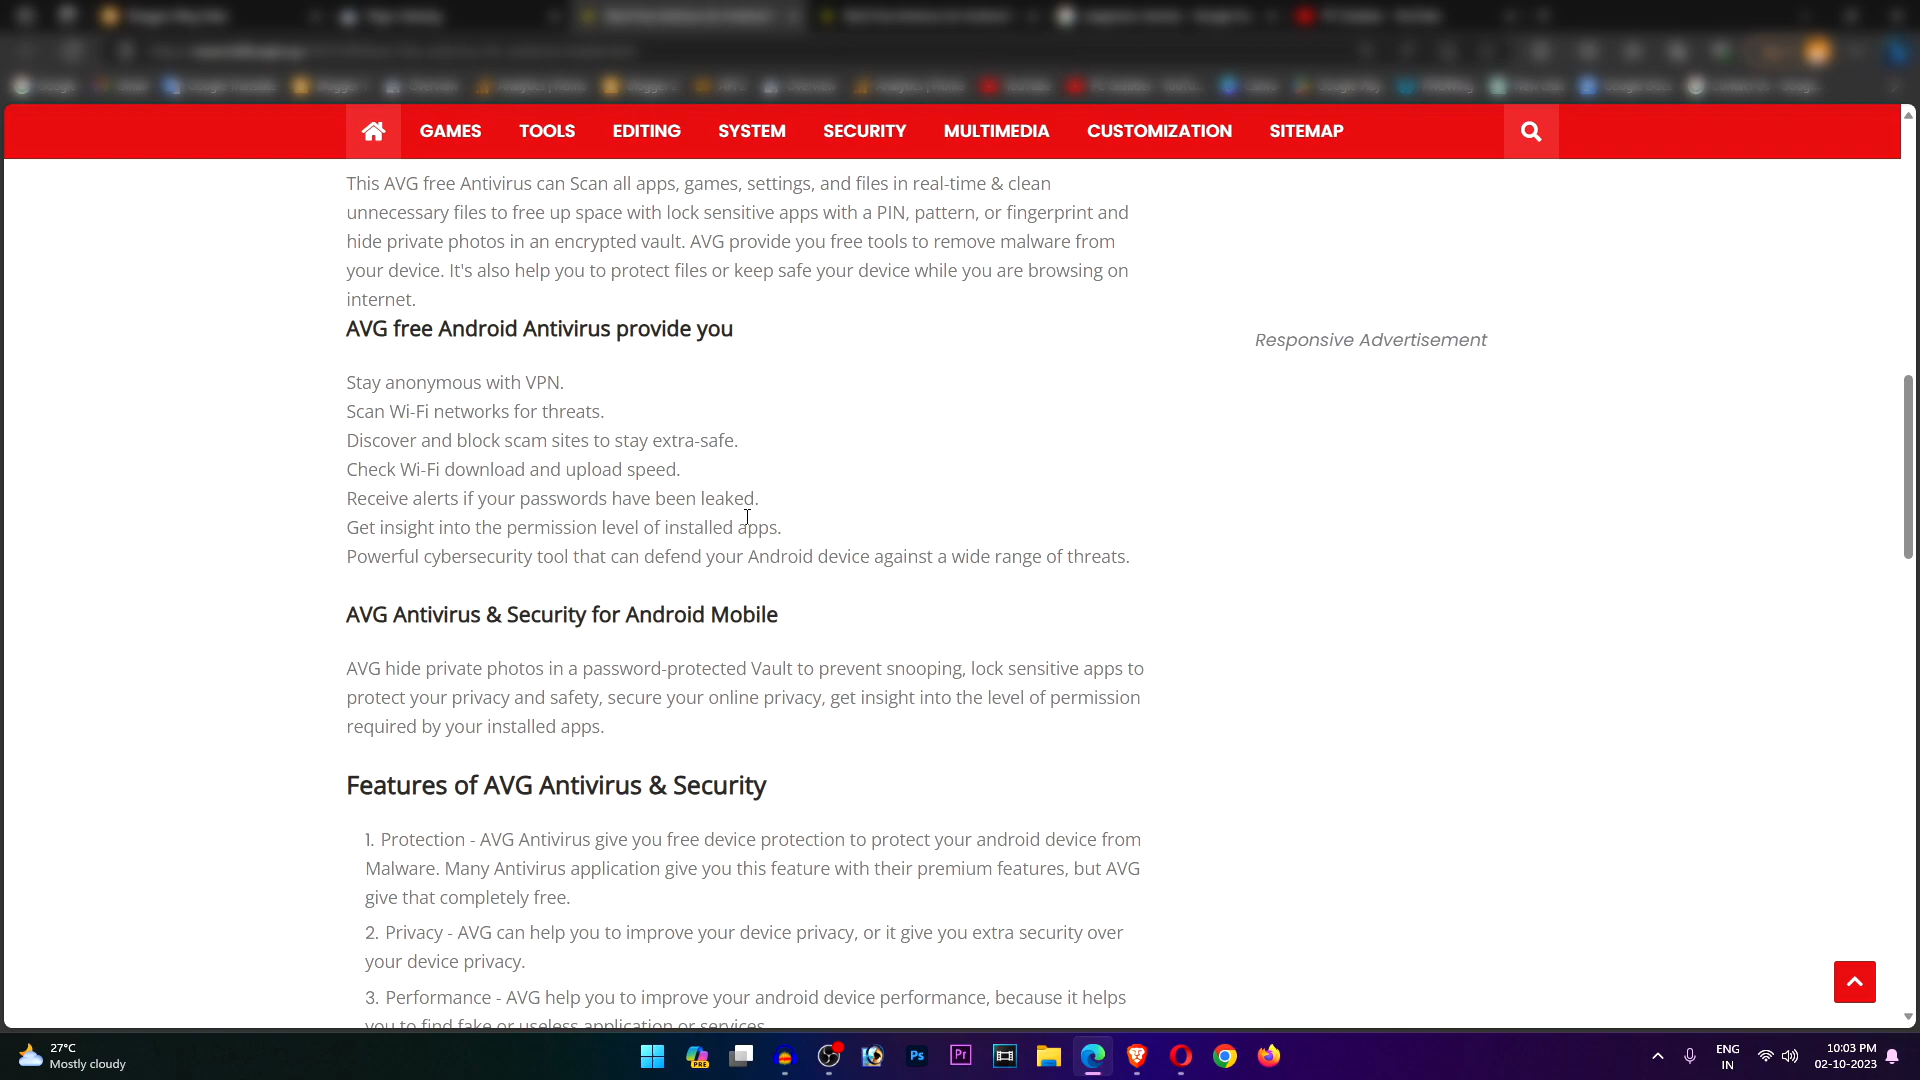 GAMES TOOLS EDITING SYSTEM SECURITY MULTIMEDIA CUSTOMIZATION SITEMAP
This AVG free Antivirus can Scan all apps, games, settings, and files in real-time & clean
unnecessary files to free up space with lock sensitive apps with a PIN, pattern, or fingerprint and
hide private photos in an encrypted vault. AVG provide you free tools to remove malware from
your device. It's also help you to protect files or keep safe your device while you are browsing on
internet.
AVG free Android Antivirus provide you
Responsive Advertisement
Stay anonymous with VPN.
Scan Wi-Fi networks for threats.
Discover and block scam sites to stay extra-safe.
Check Wi-Fi download and upload speed.
Receive alerts if your passwords have been leaked.
Get insight into the permission level of installed apps.
Powerful cybersecurity tool that can defend your Android device against a wide range of threats.
AVG Antivirus & Security for Android Mobile
AVG hide private photos in a password-protected Vault to prevent snooping, lock sensitive apps to
protect your privacy and safety, secure your online privacy, get insight into the level of permission
required by your installed apps.
Features of AVG Antivirus & Security
1. Protection - AVG Antivirus give you free device protection to protect your android device from
Malware. Many Antivirus application give you this feature with their premium features, but AVG
give that completely free.
2. Privacy - AVG can help you to improve your device privacy, or it give you extra security over
your device privacy.
3. Performance - AVG help you to improve your android device performance, because it helps
you to find fake or useless application or services
27°C
Mostly cloudy
PRE
Ps
Pr
ENG
IN
10:03 PM
02-10-2023